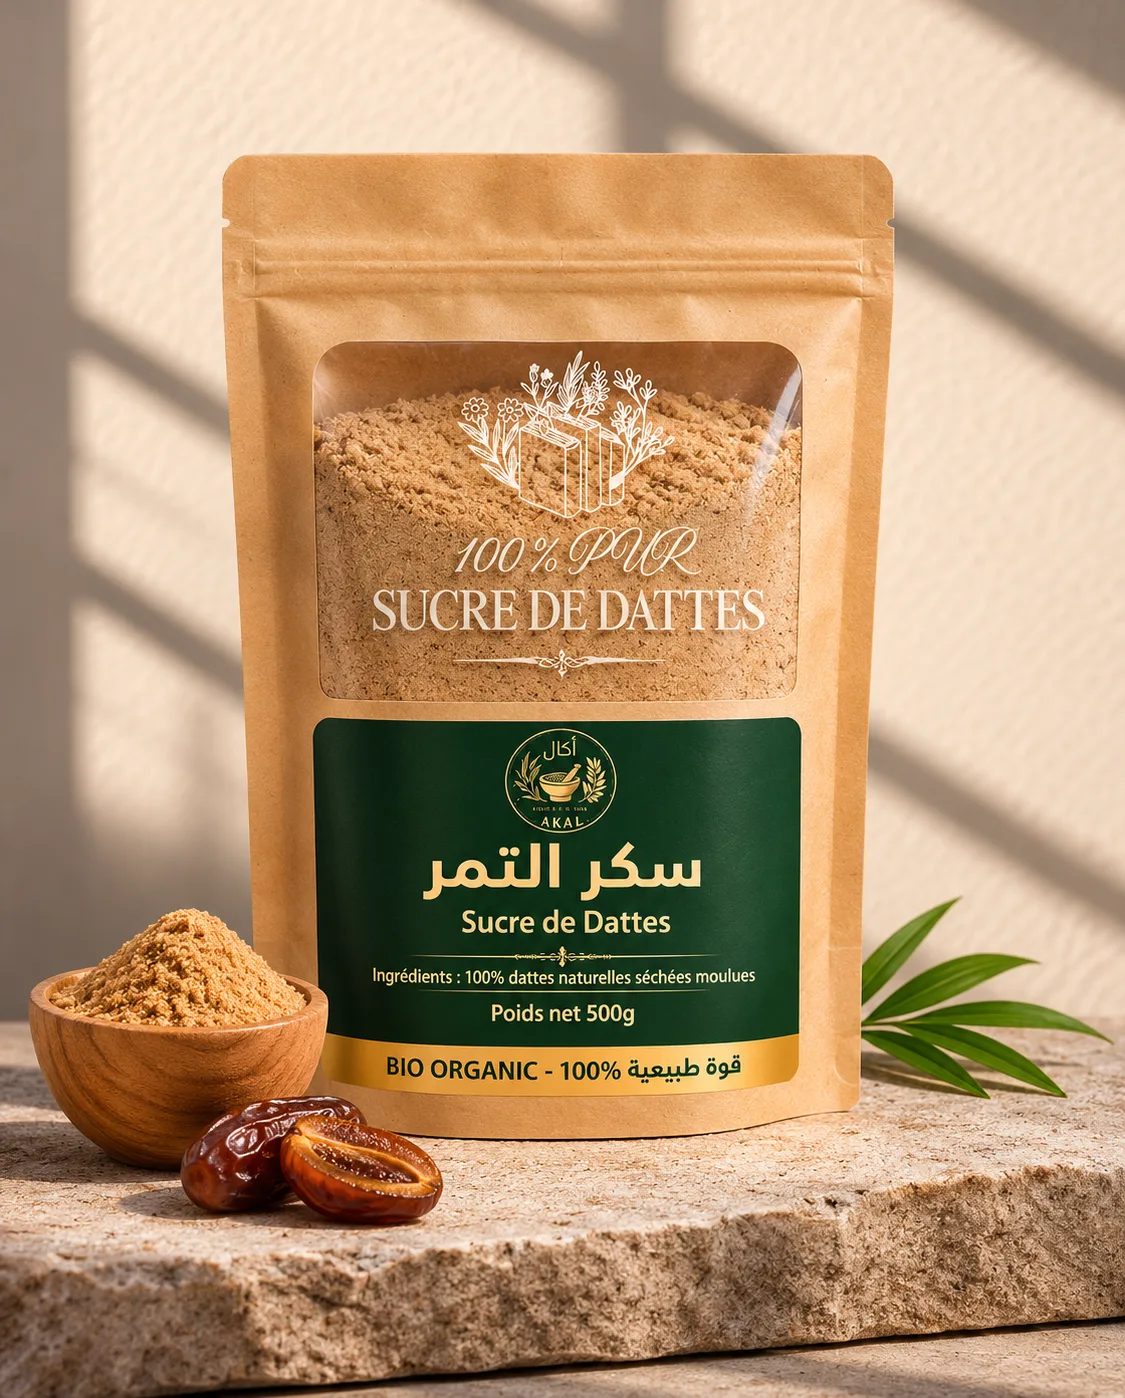 100% PUR
SUCRE DE DATTES
أكال
AKAL
سكر التمر
Sucre de Dattes
Ingrédients : 100% dattes naturelles séchées moulues
Poids net 500g
BIO ORGANIC - 100% قوة طبيعية